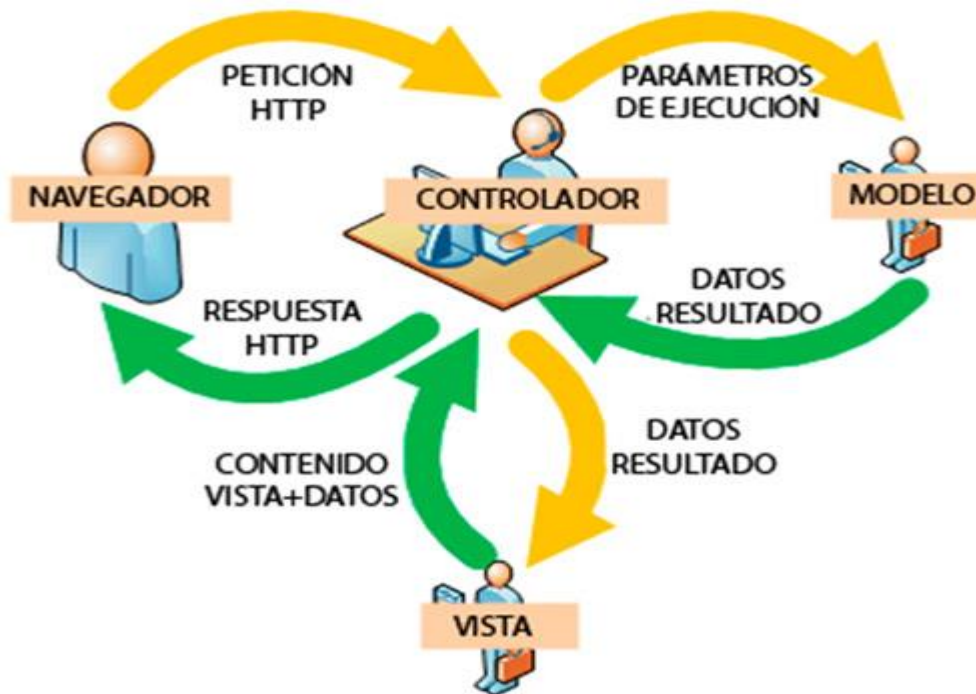 PETICIÓN
HTTP
PARÁMETROS
DE EJECUCIÓN
NAVEGADOR
CONTROLADOR
MODELO
RESPUESTA
HTTP
DATOS
RESULTADO
CONTENIDO
VISTA+DATOS
DATOS
RESULTADO
VISTA